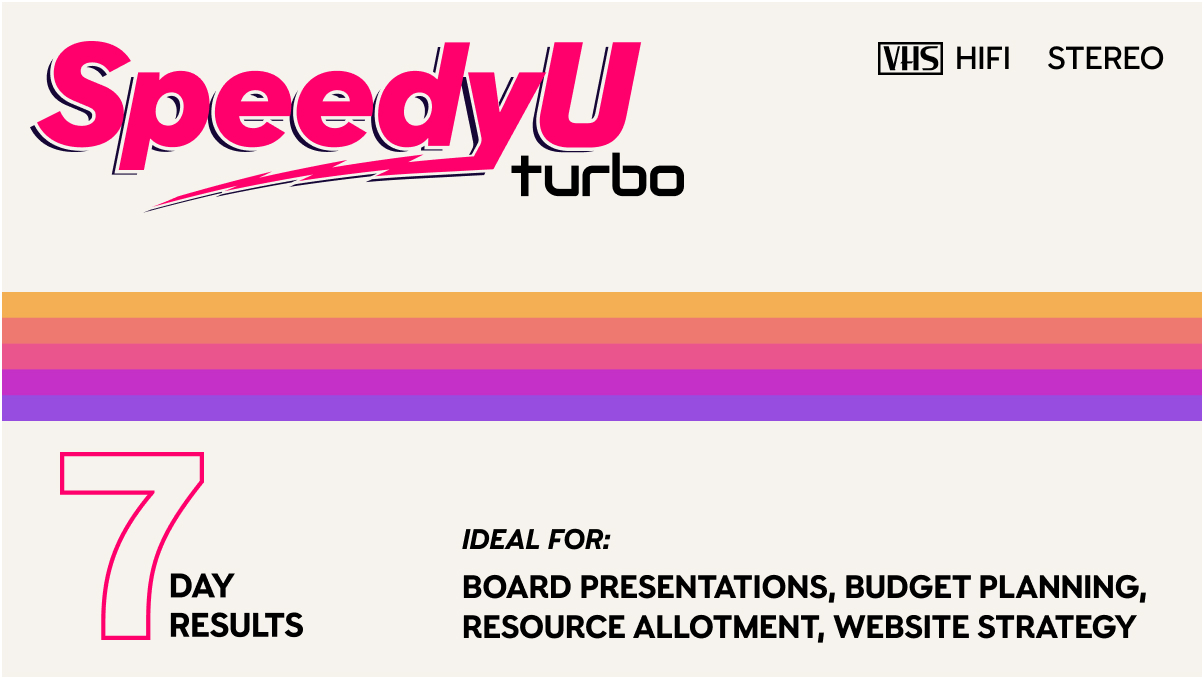 SpeedyU
turbo
VHS HIFI STEREO
7
DAY
RESULTS
IDEAL FOR:
BOARD PRESENTATIONS, BUDGET PLANNING,
RESOURCE ALLOTMENT, WEBSITE STRATEGY